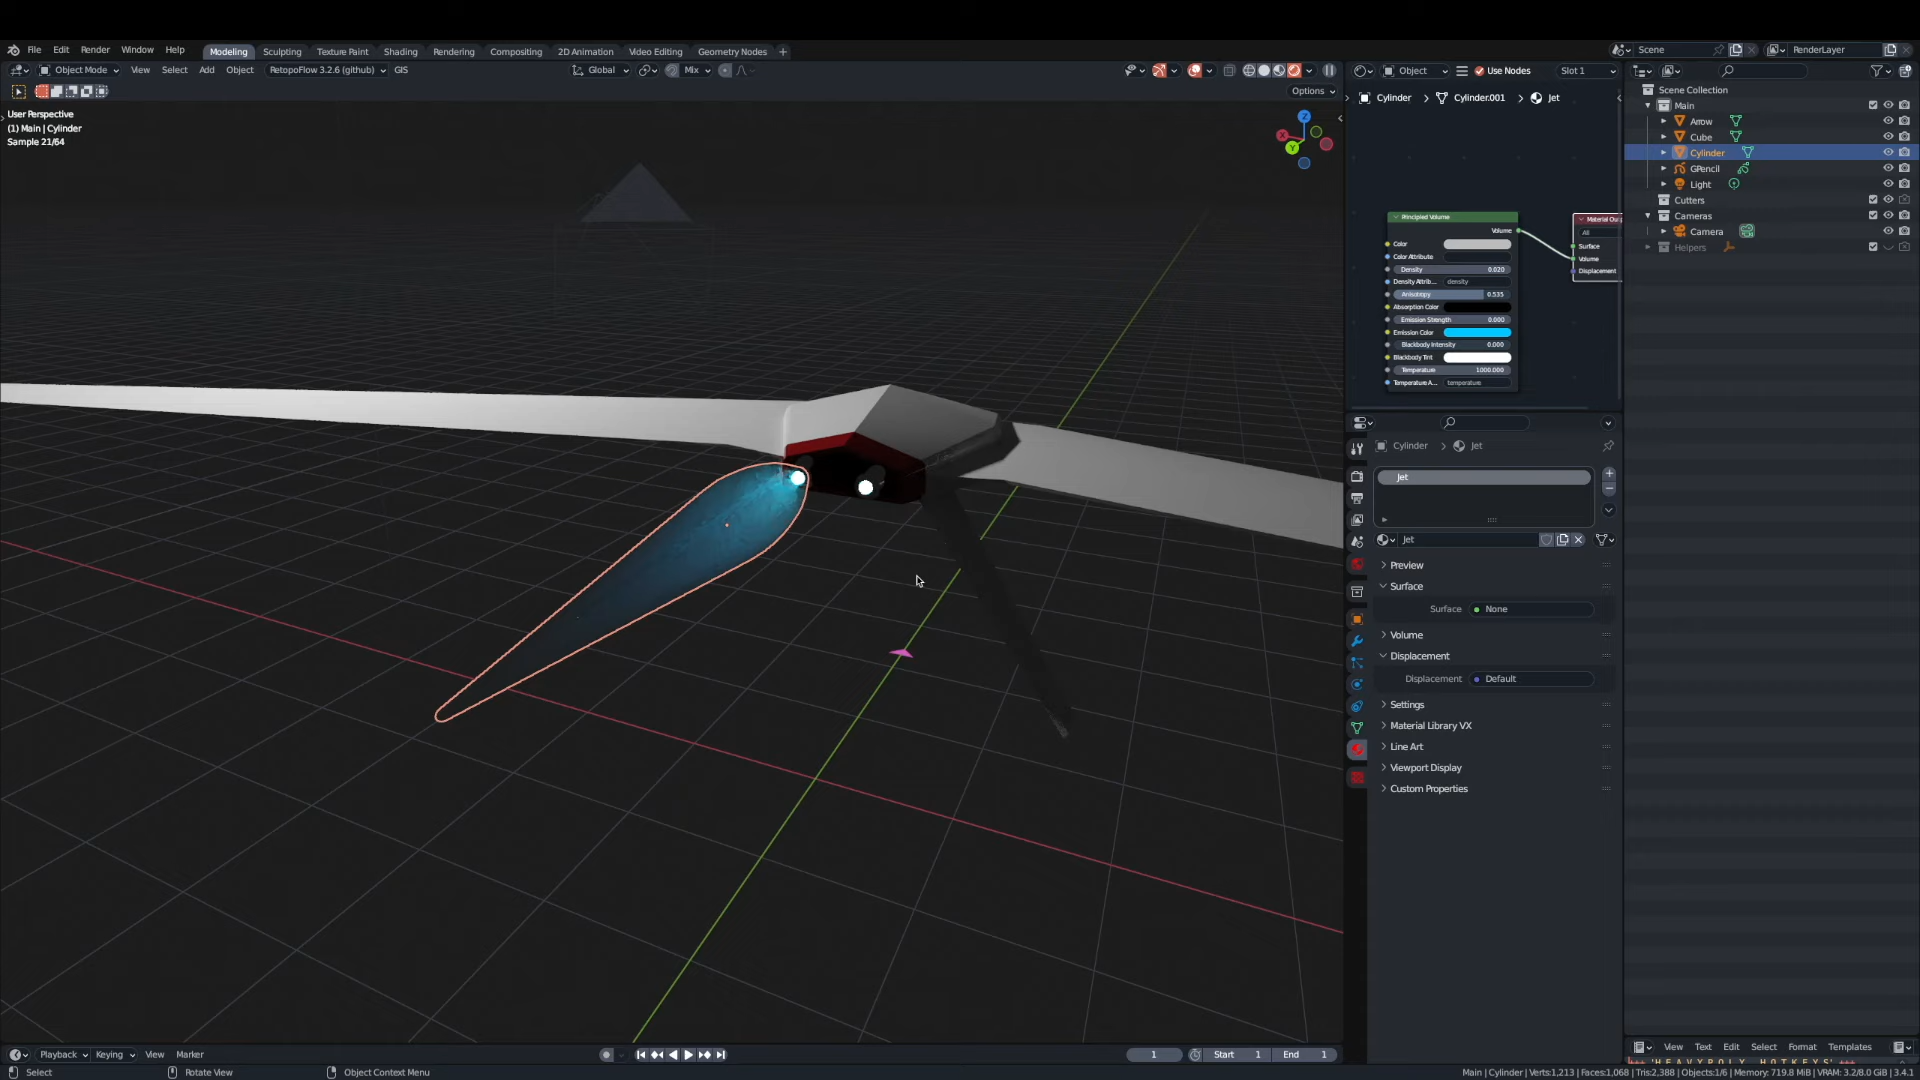 File Edit Render Window Help Modeling Sculpting Texture Paint Shading Rendering Compositing 2D Animation Video Editing Geometry Nodes + Scene RenderLayer
Object Mode View Select Add Object RetopoFlow 3.2.6 (github) GIS Global Mix Object Use Nodes Slot 1
Options
User Perspective
(1) Main | Cylinder
Sample 21/64
Z
X
Y
Cylinder > Cylinder.001 > Jet
Principled Volume
Volume
Color
Color Attribute
Density 0.020
Density Attrib... density
Anisotropy 0.535
Absorption Color
Emission Strength 0.000
Emission Color
Blackbody Intensity 0.000
Blackbody Tint
Temperature 1000.000
Temperature A... temperature
Material Outp
All
Surface
Volume
Displacement
Scene Collection
Main
Arrow
Cube
Cylinder
GPencil
Light
Cutters
Cameras
Camera
Helpers
Cylinder > Jet
Jet
Jet
Preview
Surface
Surface None
Volume
Displacement
Displacement Default
Settings
Material Library VX
Line Art
Viewport Display
Custom Properties
View Text Edit Select Format Templates
'HEAVYPOLY HOTKEYS'
Playback Keying View Marker 1 Start 1 End 1
Select Rotate View Object Context Menu Main | Cylinder | Verts:1,213 | Faces:1,068 | Tris:2,388 | Objects:1/6 | Memory: 719.8 MiB | VRAM: 3.2/8.0 GiB | 3.4.1